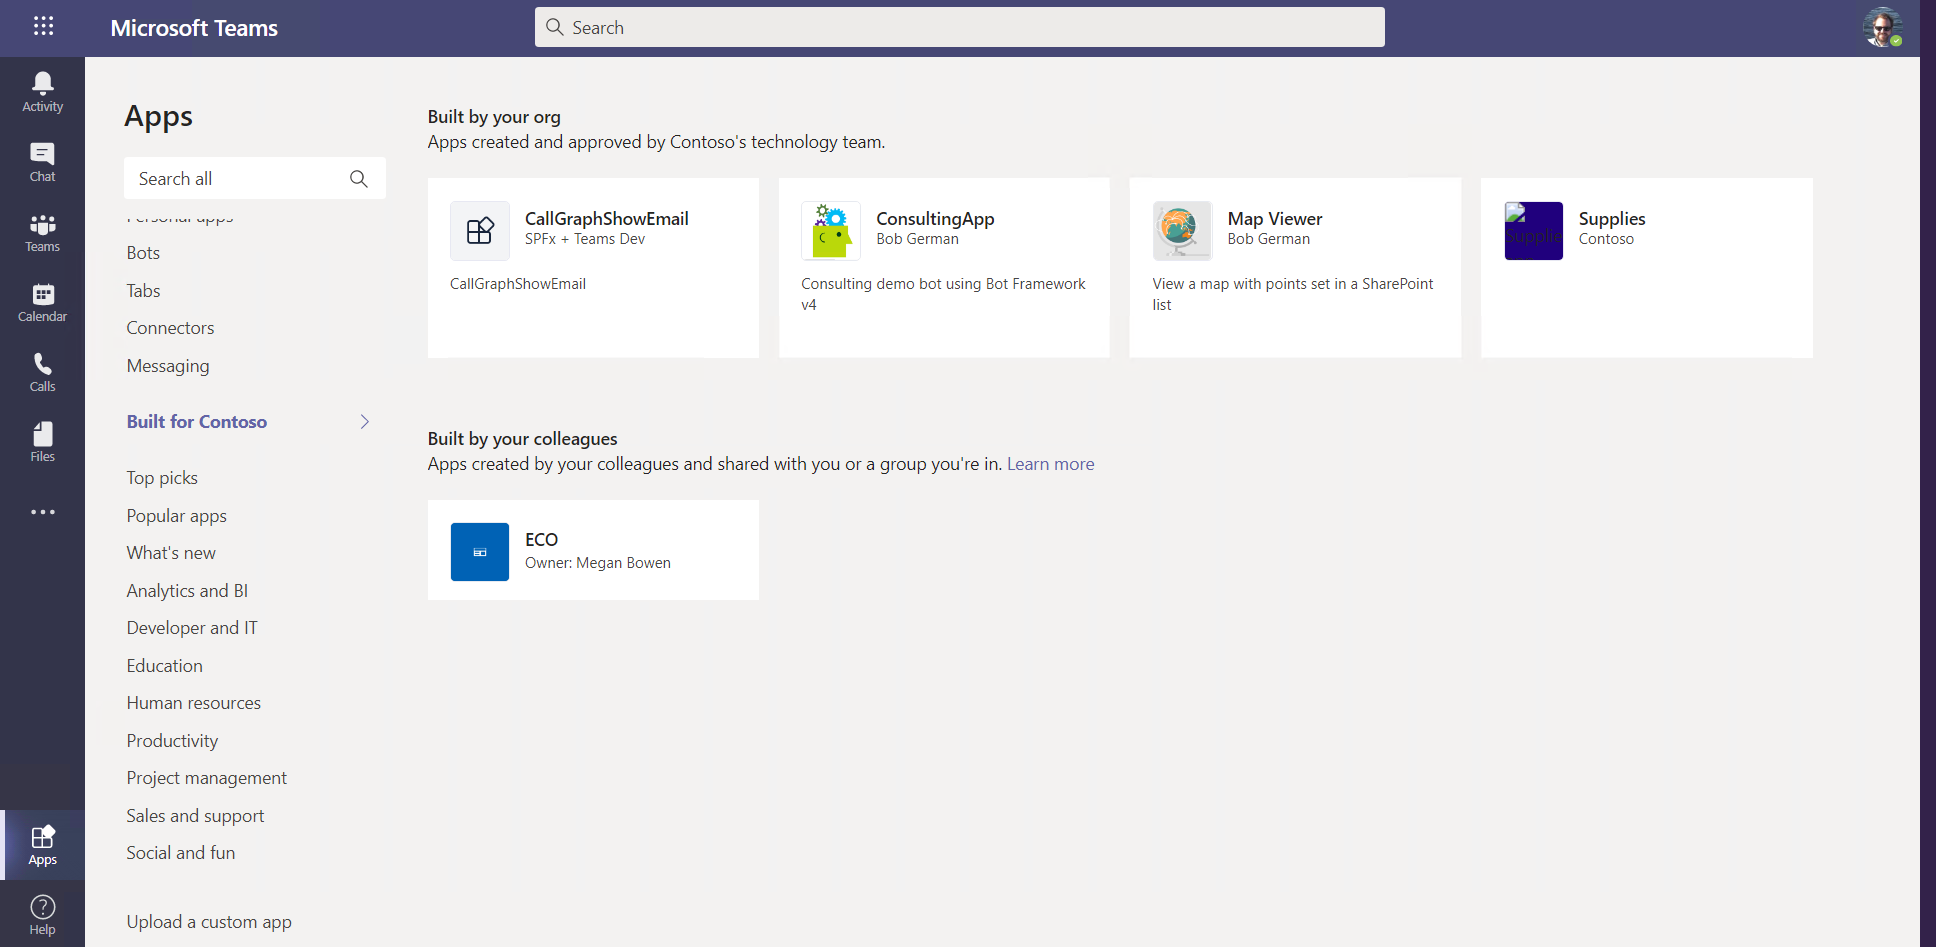 Microsoft Teams
Search
Activity
Chat
Teams
Calendar
Calls
Files
Apps
Help
Apps
Search all
Personal apps
Bots
Tabs
Connectors
Messaging
Built for Contoso
Top picks
Popular apps
What's new
Analytics and BI
Developer and IT
Education
Human resources
Productivity
Project management
Sales and support
Social and fun
Upload a custom app
Built by your org
Apps created and approved by Contoso's technology team.
CallGraphShowEmail
SPFx + Teams Dev
CallGraphShowEmail
ConsultingApp
Bob German
Consulting demo bot using Bot Framework
v4
Map Viewer
Bob German
View a map with points set in a SharePoint
list
Supplies
Supplies
Contoso
Built by your colleagues
Apps created by your colleagues and shared with you or a group you're in. Learn more
ECO
Owner: Megan Bowen